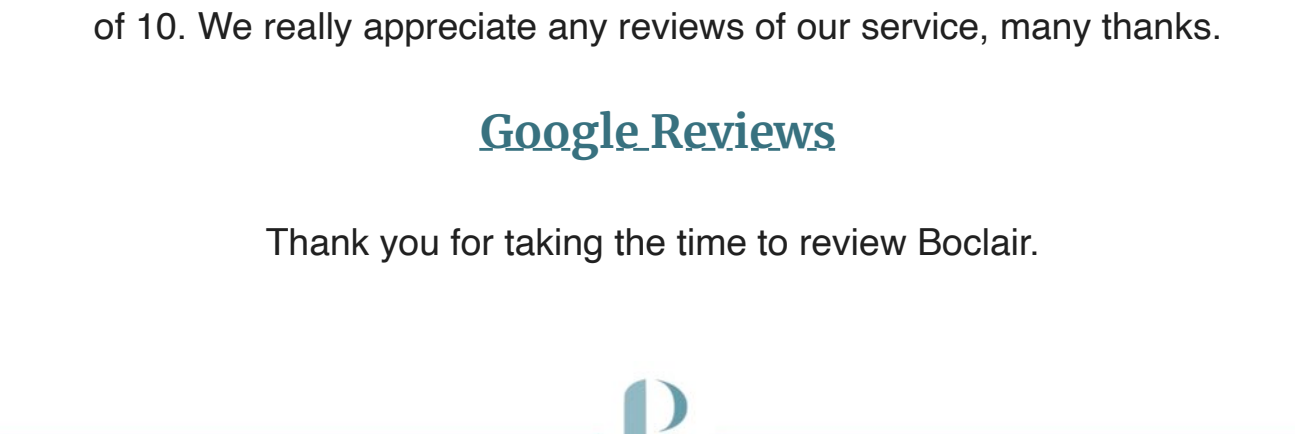 of 10. We really appreciate any reviews of our service, many thanks.
Google Reviews
Thank you for taking the time to review Boclair.